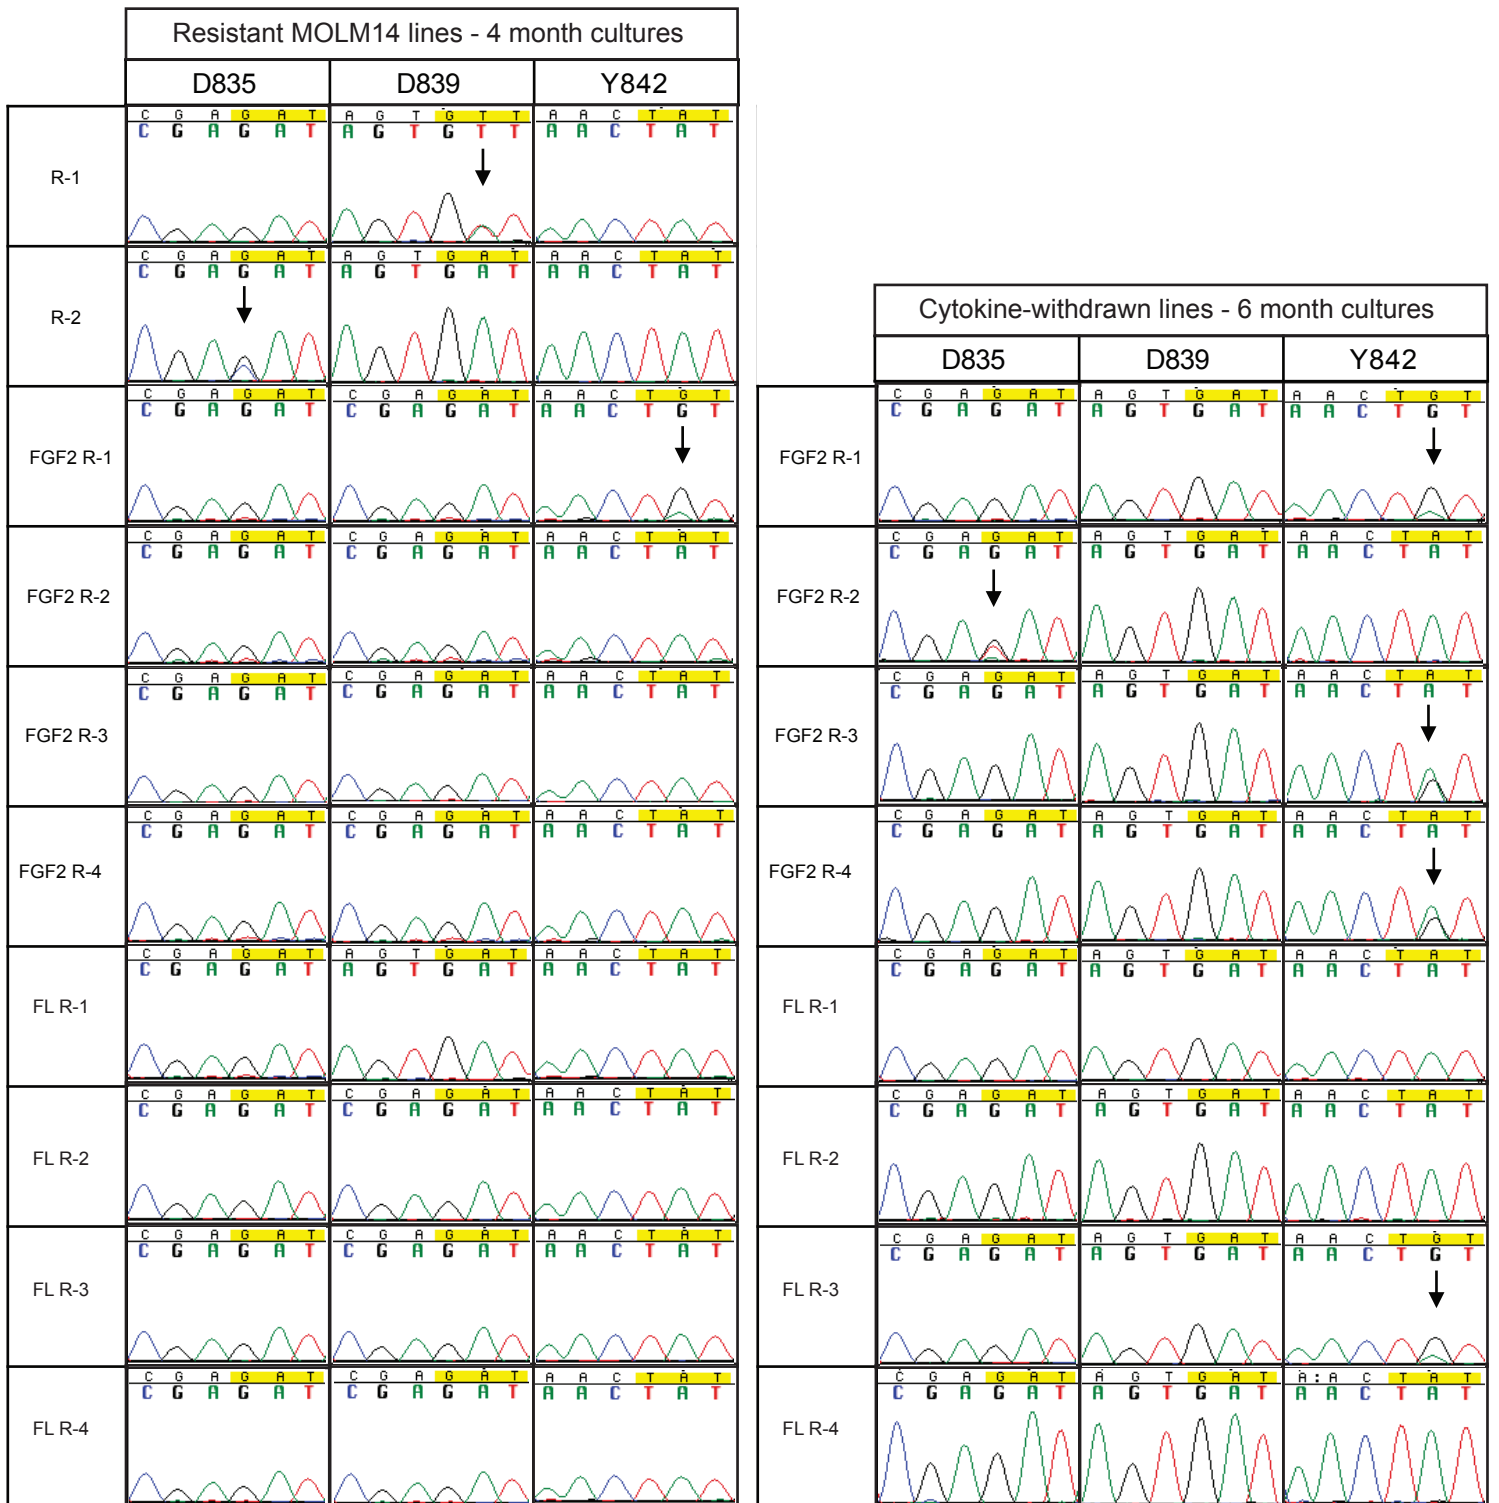 Resistant MOLM14 lines - 4 month cultures
D835 D839 Y842
C G A G A T A G T G T T A A C T A T
C G A G A T A G T G T T A A C T A T
R-1
C G A G A T A G T G A T A A C T A T
C G A G A T A G T G A T A A C T A T
R-2
C G A G A T C G A G A T A A C T G T
C G A G A T C G A G A T A A C T G T
FGF2 R-1
C G A G A T C G A G A T A A C T A T
C G A G A T C G A G A T A A C T A T
FGF2 R-2
C G A G A T C G A G A T A A C T A T
C G A G A T C G A G A T A A C T A T
FGF2 R-3
C G A G A T C G A G A T A A C T A T
C G A G A T C G A G A T A A C T A T
FGF2 R-4
C G A G A T A G T G A T A A C T A T
C G A G A T A G T G A T A A C T A T
FL R-1
C G A G A T C G A G A T A A C T A T
C G A G A T C G A G A T A A C T A T
FL R-2
C G A G A T C G A G A T A A C T A T
C G A G A T C G A G A T A A C T A T
FL R-3
C G A G A T C G A G A T A A C T A T
C G A G A T C G A G A T A A C T A T
FL R-4
Cytokine-withdrawn lines - 6 month cultures
D835 D839 Y842
C G A G A T A G T G A T A A C T G T
C G A G A T A G T G A T A A C T G T
FGF2 R-1
C G A G A T A G T G A T A A C T A T
C G A G A T A G T G A T A A C T A T
FGF2 R-2
C G A G A T A G T G A T A A C T A T
C G A G A T A G T G A T A A C T A T
FGF2 R-3
C G A G A T A G T G A T A A C T A T
C G A G A T A G T G A T A A C T A T
FGF2 R-4
C G A G A T A G T G A T A A C T A T
C G A G A T A G T G A T A A C T A T
FL R-1
C G A G A T A G T G A T A A C T A T
C G A G A T A G T G A T A A C T A T
FL R-2
C G A G A T A G T G A T A A C T G T
C G A G A T A G T G A T A A C T G T
FL R-3
C G A G A T A G T G A T A : A C T A T
C G A G A T A G T G A T A A C T A T
FL R-4